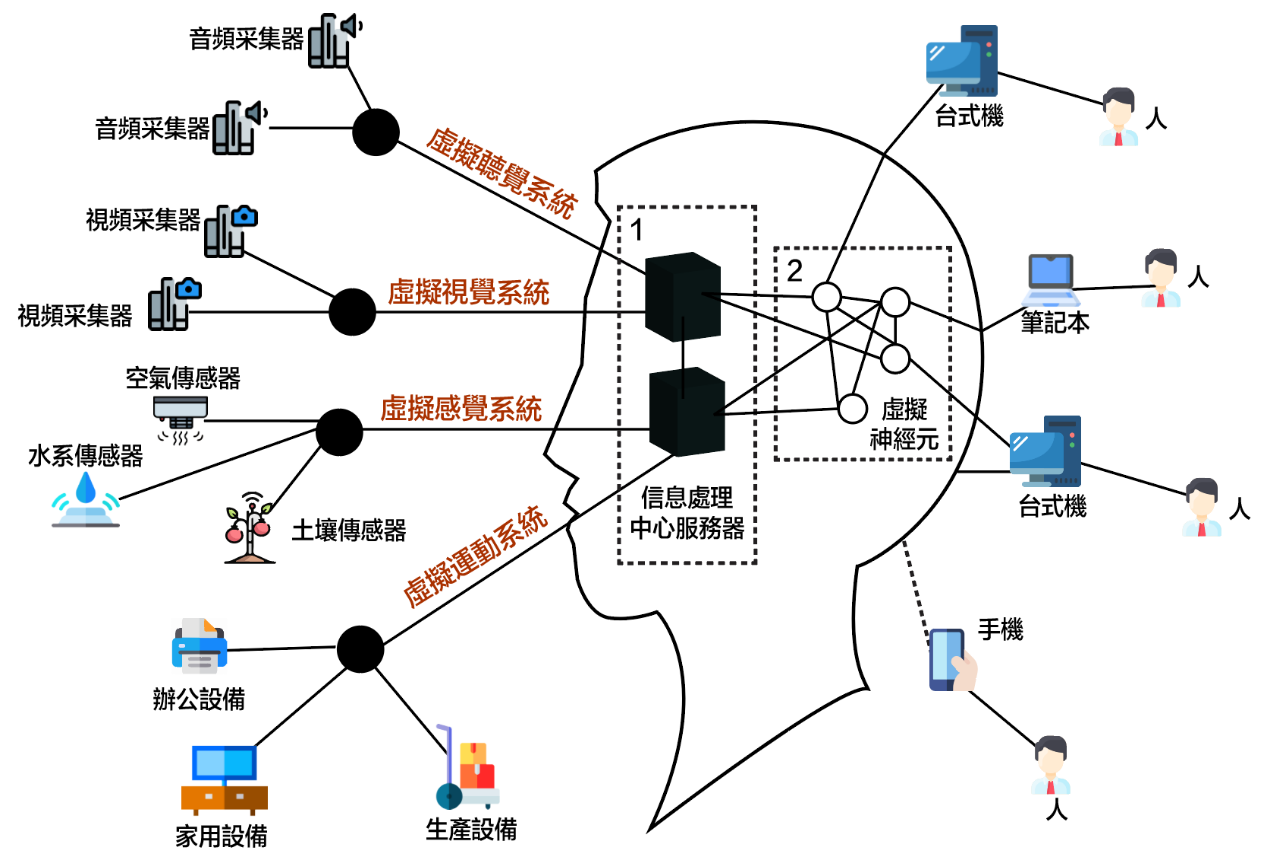 音頻采集器
音頻采集器
虛擬聽覺系統
視頻采集器
視頻采集器
虛擬視覺系統
空氣傳感器
水系傳感器
虛擬感覺系統
土壤傳感器
虛擬運動系統
辦公設備
家用設備
生產設備
1
信息處理
中心服務器
2
虛擬
神經元
台式機
人
筆記本
人
台式機
人
手機
人